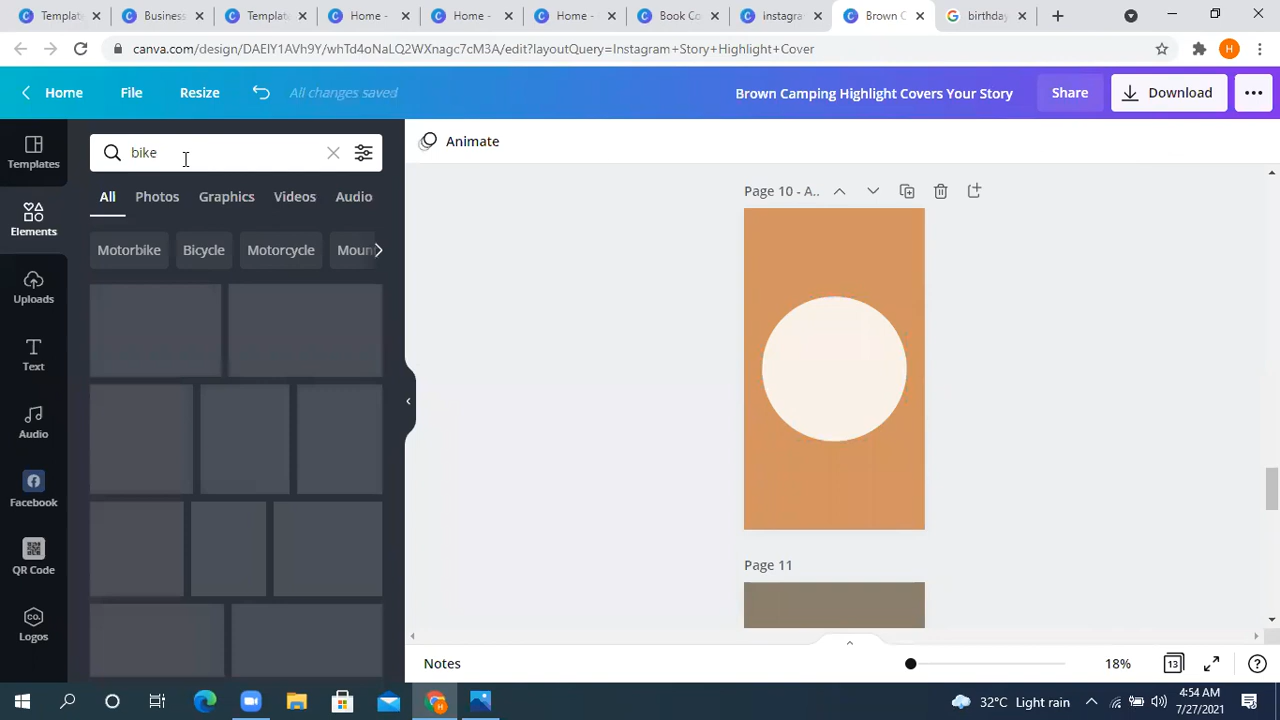 Templat
Business
Templat
Home -
Home -
Home -
Book Co
instagra
Brown C
birthday
canva.com/design/DAElY1AVh9Y/whTd4oNaLQ2WXnagc7cM3A/edit?layoutQuery=Instagram+Story+Highlight+Cover
H
Home
File
Resize
All changes saved
Brown Camping Highlight Covers Your Story
Share
Download
Templates
Elements
Uploads
Text
Audio
Facebook
QR Code
CO.
Logos
bike
All
Photos
Graphics
Videos
Audio
Motorbike
Bicycle
Motorcycle
Moun
Animate
Page 10 - A..
Page 11
Notes
18%
13
32°C Light rain
4:54 AM
7/27/2021